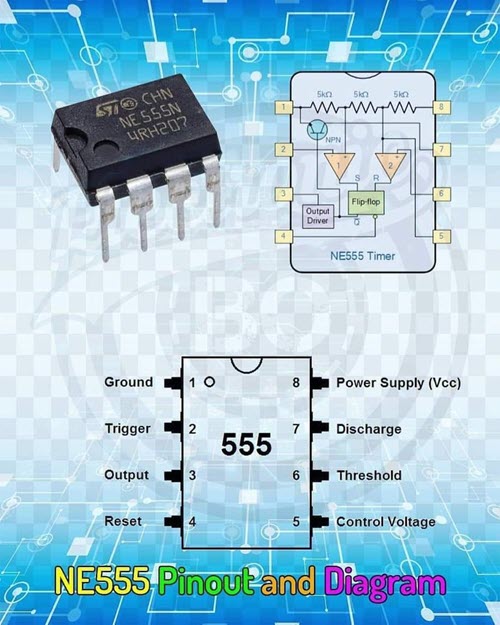 CHN
NE555N
4RH207
5kΩ 5kΩ 5kΩ
1 8
NPN
2 7
1 2
3 6
S R
Flip-flop
Output
Driver
Q
4 5
NE555 Timer
Ground 1 8 Power Supply (Vcc)
Trigger 2 7 Discharge
555
Output 3 6 Threshold
Reset 4 5 Control Voltage
NE555 Pinout and Diagram